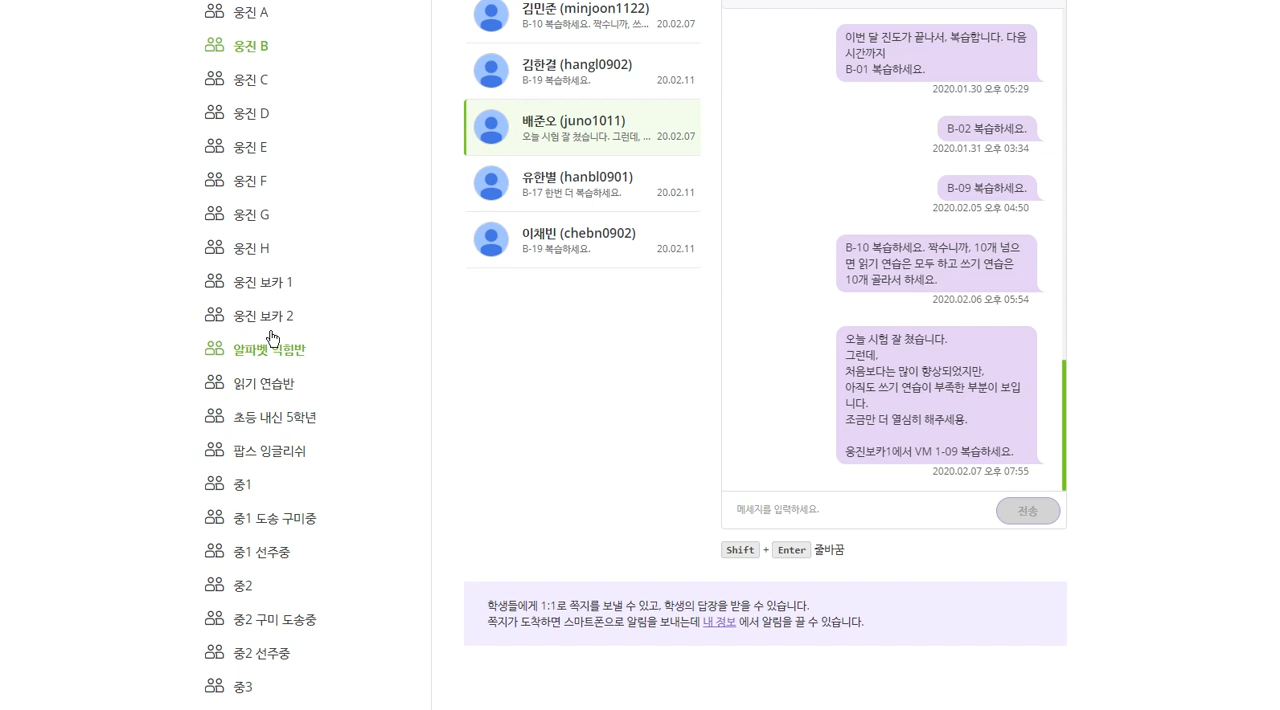 웅진 A
웅진 B
웅진 C
웅진 D
웅진 E
웅진 F
웅진 G
웅진 H
웅진 보카 1
웅진 보카 2
알파벳
읽기 연습반
초등 내신 5학년
팝스 잉글리쉬
중1
중1 도송 구미중
중1 선주중
중2
중2 구미 도송중
중2 선주중
중3
김민준 (minjoon1122)
B-10 복습하세요. 짝수니까, 쓰... 20.02.07
김한결 (hangl0902)
B-19 복습하세요. 20.02.11
배준오 (juno1011)
오늘 시험 잘 쳤습니다. 그런데, ... 20.02.07
유한별 (hanbl0901)
B-17 한번 더 복습하세요. 20.02.11
이채빈 (chebn0902)
B-19 복습하세요. 20.02.11
이번 달 진도가 끝나서, 복습합니다. 다음
시간까지
B-01 복습하세요.
2020.01.30 오후 05:29
B-02 복습하세요.
2020.01.31 오후 03:34
B-09 복습하세요.
2020.02.05 오후 04:50
B-10 복습하세요. 짝수니까, 10개 넘으
면 읽기 연습은 모두 하고 쓰기 연습은
10개 골라서 하세요.
2020.02.06 오후 05:54
오늘 시험 잘 쳤습니다.
그런데,
처음보다는 많이 향상되었지만,
아직도 쓰기 연습이 부족한 부분이 보입
니다.
조금만 더 열심히 해주세용.
웅진보카1에서 VM 1-09 복습하세요.
2020.02.07 오후 07:55
메세지를 입력하세요.
전송
Shift + Enter 줄바꿈
학생들에게 1:1로 쪽지를 보낼 수 있고, 학생의 답장을 받을 수 있습니다.
쪽지가 도착하면 스마트폰으로 알림을 보내는데 내 정보 에서 알림을 끌 수 있습니다.